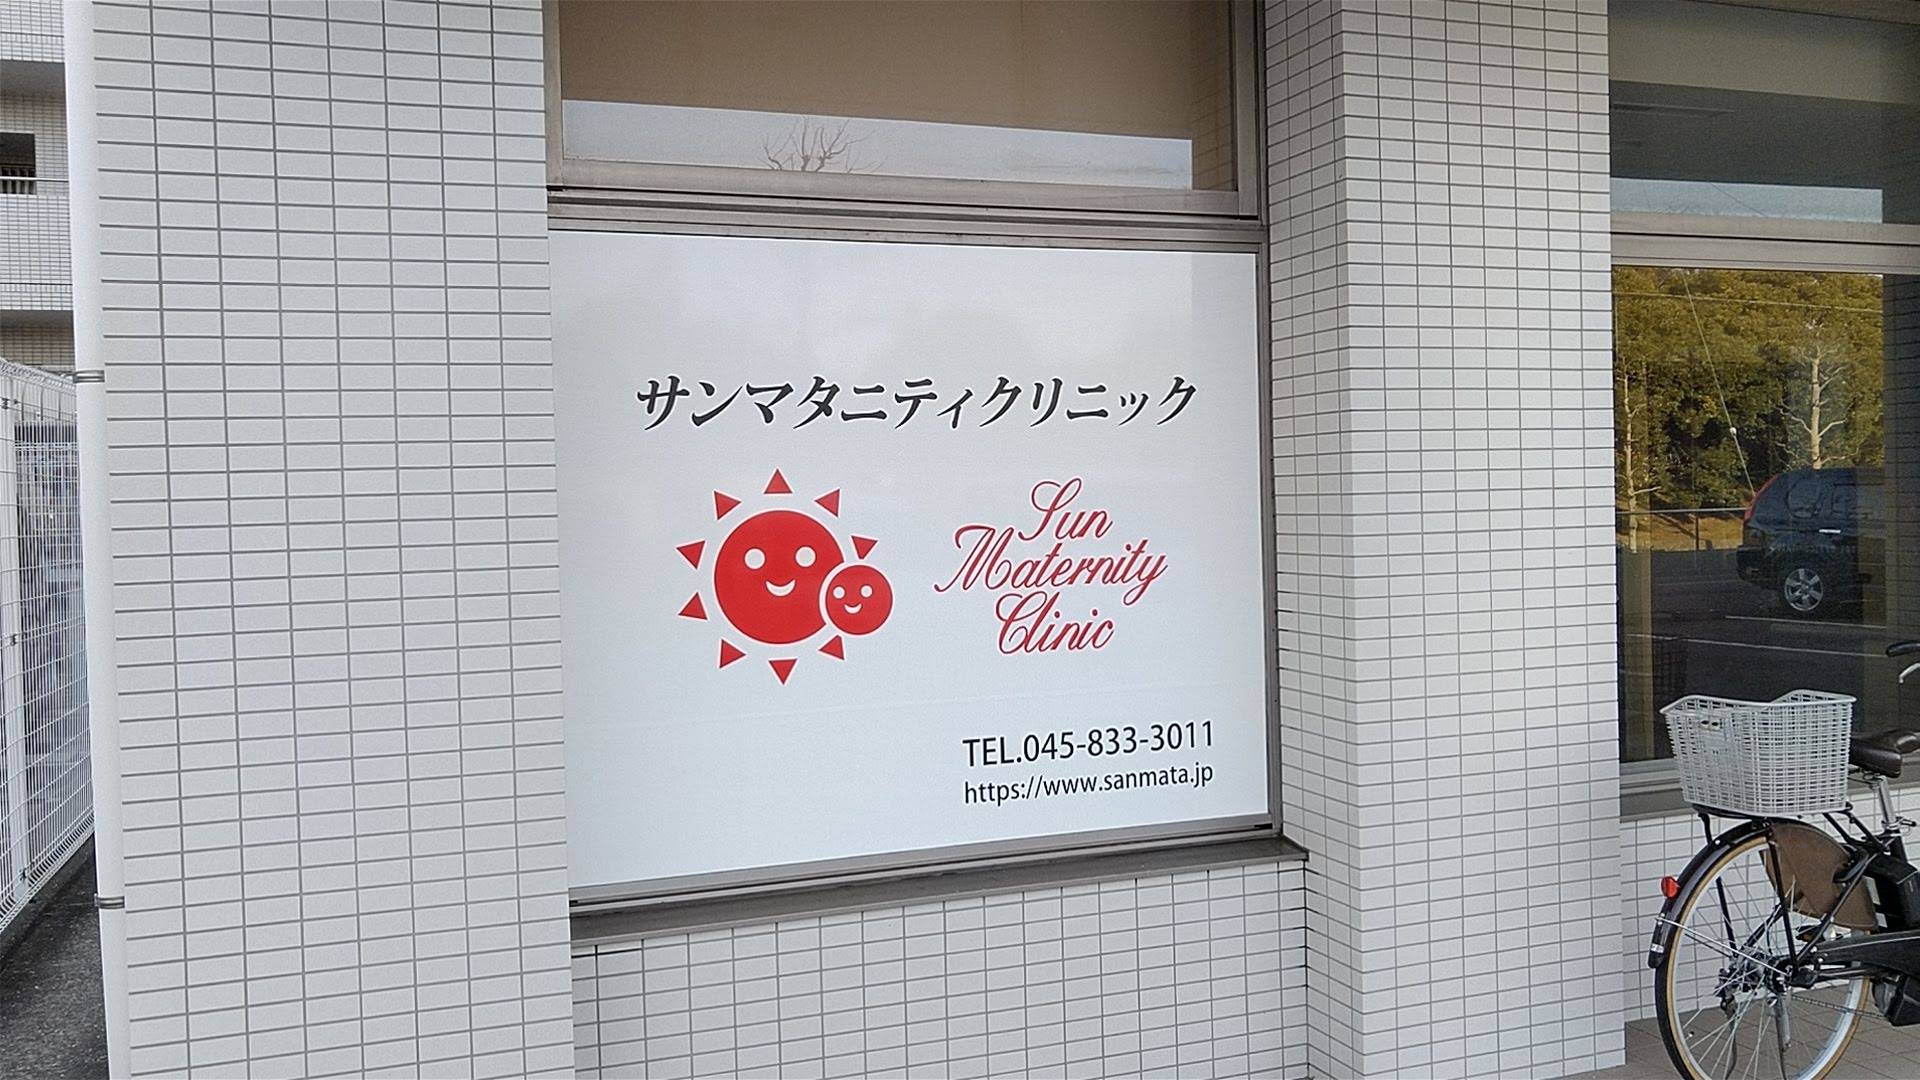 サンマタニティクリニック
Sun
Maternity
Clinic
TEL.045-833-3011
https://www.sanmata.jp